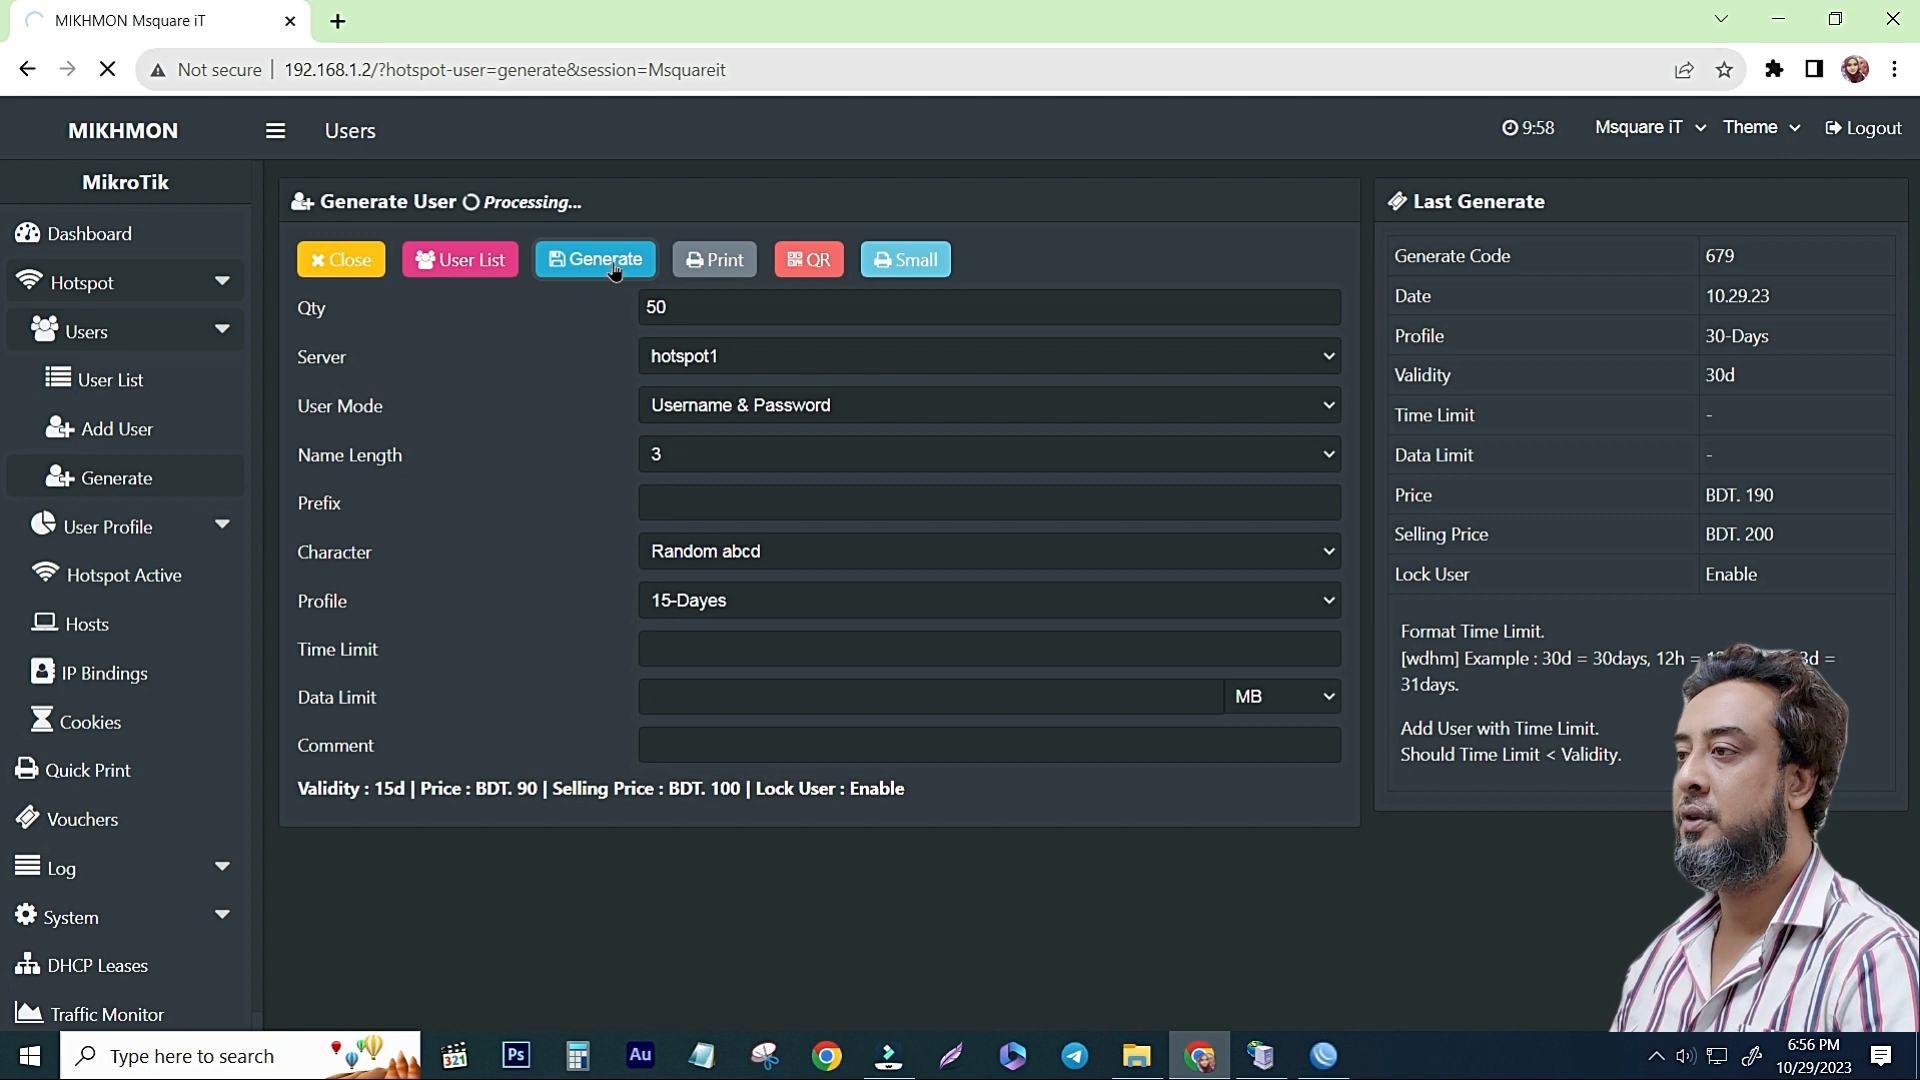 MIKHMON Msquare iT
Not secure
192.168.1.2/?hotspot-user=generate&session=Msquareit
MIKHMON
Users
9:58
Msquare iT
Theme
Logout
MikroTik
Dashboard
Hotspot
Users
User List
Add User
Generate
User Profile
Hotspot Active
Hosts
IP Bindings
Cookies
Quick Print
Vouchers
Log
System
DHCP Leases
Traffic Monitor
Generate User Processing...
Close
User List
Generate
Print
QR
Small
Qty 50
Server hotspot1
User Mode Username & Password
Name Length 3
Prefix
Character Random abcd
Profile 15-Dayes
Time Limit
Data Limit MB
Comment
Validity : 15d | Price : BDT. 90 | Selling Price : BDT. 100 | Lock User : Enable
Last Generate
Generate Code 679
Date 10.29.23
Profile 30-Days
Validity 30d
Time Limit -
Data Limit -
Price BDT. 190
Selling Price BDT. 200
Lock User Enable
Format Time Limit.
[wdhm] Example : 30d = 30days, 12h = =
31days.
Add User with Time Limit.
Should Time Limit < Validity.
Type here to search
321
Ps
Au
6:56 PM
10/29/2023